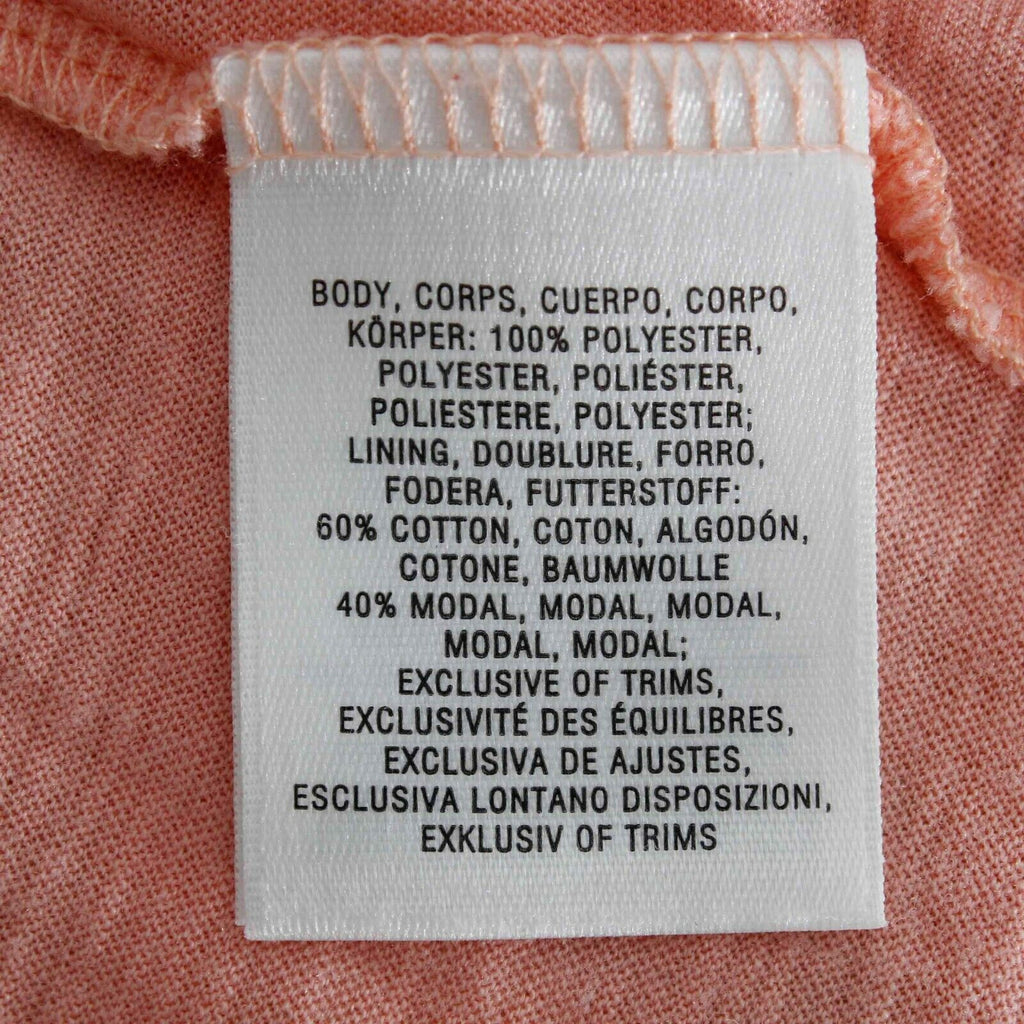 BODY, CORPS, CUERPO, CORPO,
KÖRPER: 100% POLYESTER,
POLYESTER, POLIÉSTER,
POLIESTERE, POLYESTER;
LINING, DOUBLURE, FORRO,
FODERA, FUTTERSTOFF:
60% COTTON, COTON, ALGODÓN,
COTONE, BAUMWOLLE
40% MODAL, MODAL, MODAL,
MODAL, MODAL;
EXCLUSIVE OF TRIMS,
EXCLUSIVITÉ DES ÉQUILIBRES,
EXCLUSIVA DE AJUSTES,
ESCLUSIVA LONTANO DISPOSIZIONI,
EXKLUSIV OF TRIMS